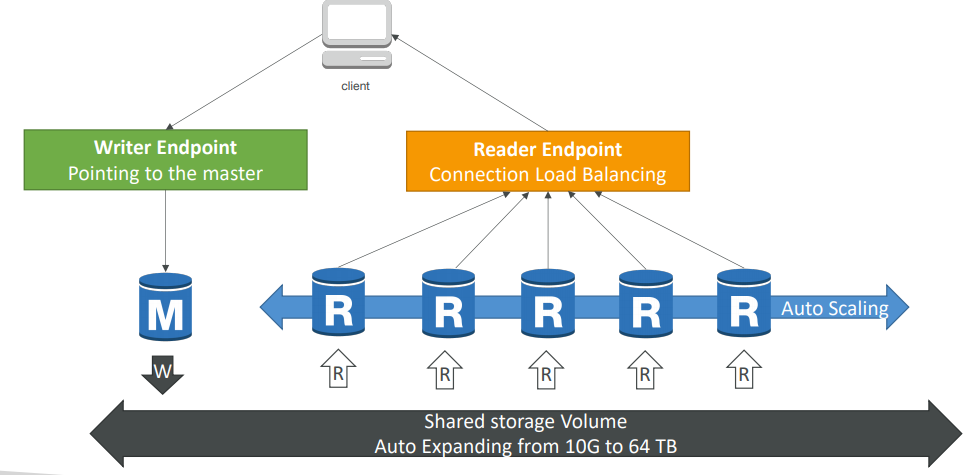 client
Writer Endpoint
Pointing to the master
Reader Endpoint
Connection Load Balancing
M
R
R
R
R
R
Auto Scaling
W
R
R
R
R
R
Shared storage Volume
Auto Expanding from 10G to 64 TB